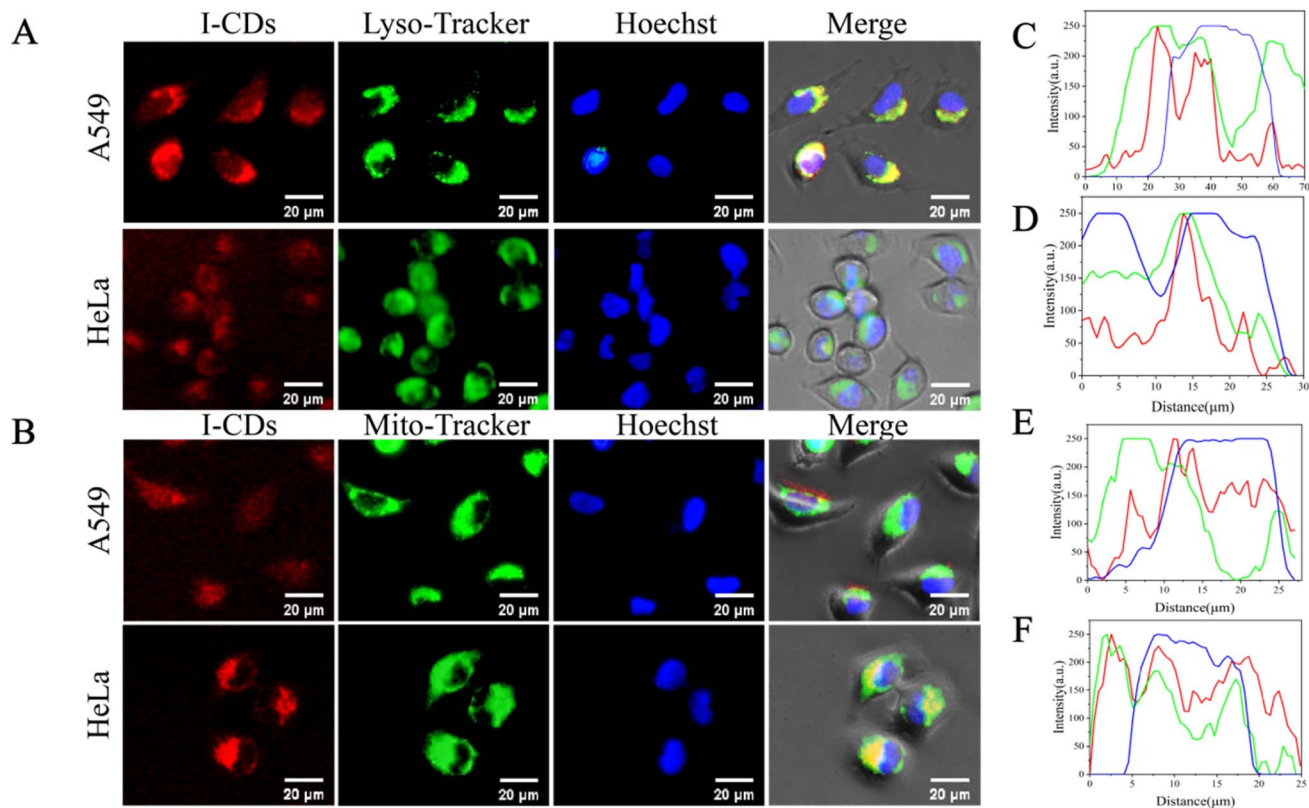 A
I-CDs Lyso-Tracker Hoechst Merge
A549
20 µm 20 µm 20 µm 20 µm
HeLa
20 µm 20 µm 20 µm 20 µm
B
I-CDs Mito-Tracker Hoechst Merge
A549
20 µm 20 µm 20 µm 20 µm
HeLa
20 µm 20 µm 20 µm 20 µm
C
Intensity(a.u.)
250
200
150
100
50
0
0 10 20 30 40 50 60 70
D
Intensity(a.u.)
250
200
150
100
50
0
0 5 10 15 20 25 30
Distance(µm)
E
Intensity(a.u.)
250
200
150
100
50
0
0 5 10 15 20 25
Distance(µm)
F
Intensity(a.u.)
250
200
150
100
50
0
0 5 10 15 20 25
Distance(µm)